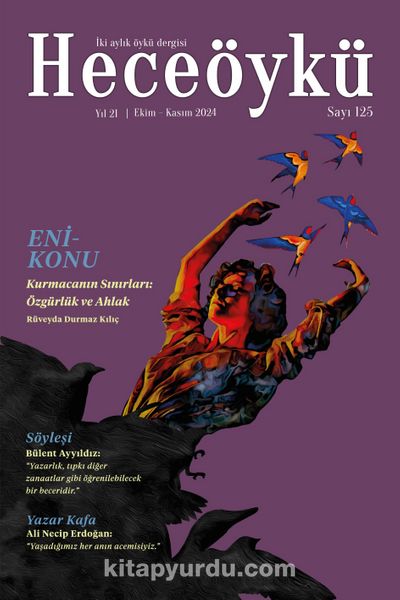 İki aylık öykü dergisi
Heceöykü
Yıl 21 | Ekim - Kasım 2024
Sayı 125
ENİ-
KONU
Kurmacanın Sınırları:
Özgürlük ve Ahlak
Rüveyda Durmaz Kılıç
Söyleşi
Bülent Ayyıldız:
"Yazarlık, tıpkı diğer
zanaatlar gibi öğrenilebilecek
bir beceridir."
Yazar Kafa
Ali Necip Erdoğan:
"Yaşadığımız her anın acemisiyiz."
kitapyurdu.com